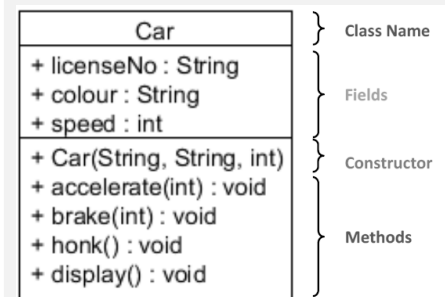 Car
Class Name
+ licenseNo : String
+ colour : String
Fields
+ speed : int
+ Car(String, String, int)
Constructor
+ accelerate(int) : void
+ brake(int) : void
Methods
+ honk() : void
+ display() : void